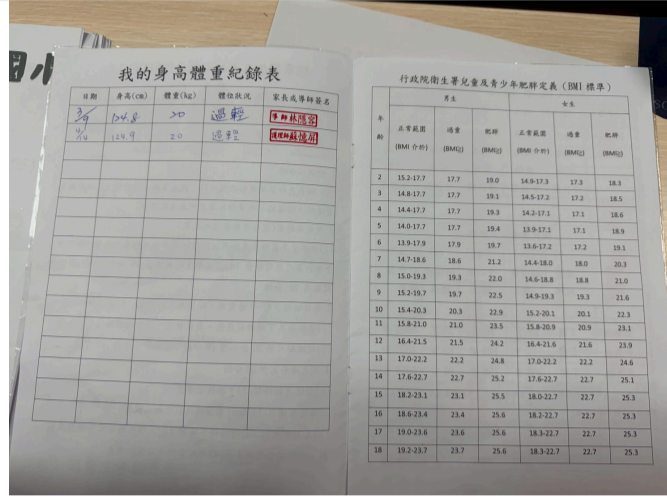 國小
我的身高體重紀錄表
日期 身高(cm) 體重(kg) 體位狀況 家長或導師簽名
3/9 124.8 20 過輕 導師林隱容
124.9 20 過輕 護理師蘇憶屏
行政院衛生署兒童及青少年肥胖定義（BMI 標準）
年齡 男生 女生
正常範圍 過重 肥胖 正常範圍 過重 肥胖
(BMI 介於) (BMI≧) (BMI≧) (BMI 介於) (BMI≧) (BMI≧)
2 15.2-17.7 17.7 19.0 14.9-17.3 17.3 18.3
3 14.8-17.7 17.7 19.1 14.5-17.2 17.2 18.5
4 14.4-17.7 17.7 19.3 14.2-17.1 17.1 18.6
5 14.0-17.7 17.7 19.4 13.9-17.1 17.1 18.9
6 13.9-17.9 17.9 19.7 13.6-17.2 17.2 19.1
7 14.7-18.6 18.6 21.2 14.4-18.0 18.0 20.3
8 15.0-19.3 19.3 22.0 14.6-18.8 18.8 21.0
9 15.2-19.7 19.7 22.5 14.9-19.3 19.3 21.6
10 15.4-20.3 20.3 22.9 15.2-20.1 20.1 22.3
11 15.8-21.0 21.0 23.5 15.8-20.9 20.9 23.1
12 16.4-21.5 21.5 24.2 16.4-21.6 21.6 23.9
13 17.0-22.2 22.2 24.8 17.0-22.2 22.2 24.6
14 17.6-22.7 22.7 25.2 17.6-22.7 22.7 25.1
15 18.2-23.1 23.1 25.5 18.0-22.7 22.7 25.3
16 18.6-23.4 23.4 25.6 18.2-22.7 22.7 25.3
17 19.0-23.6 23.6 25.6 18.3-22.7 22.7 25.3
18 19.2-23.7 23.7 25.6 18.3-22.7 22.7 25.3